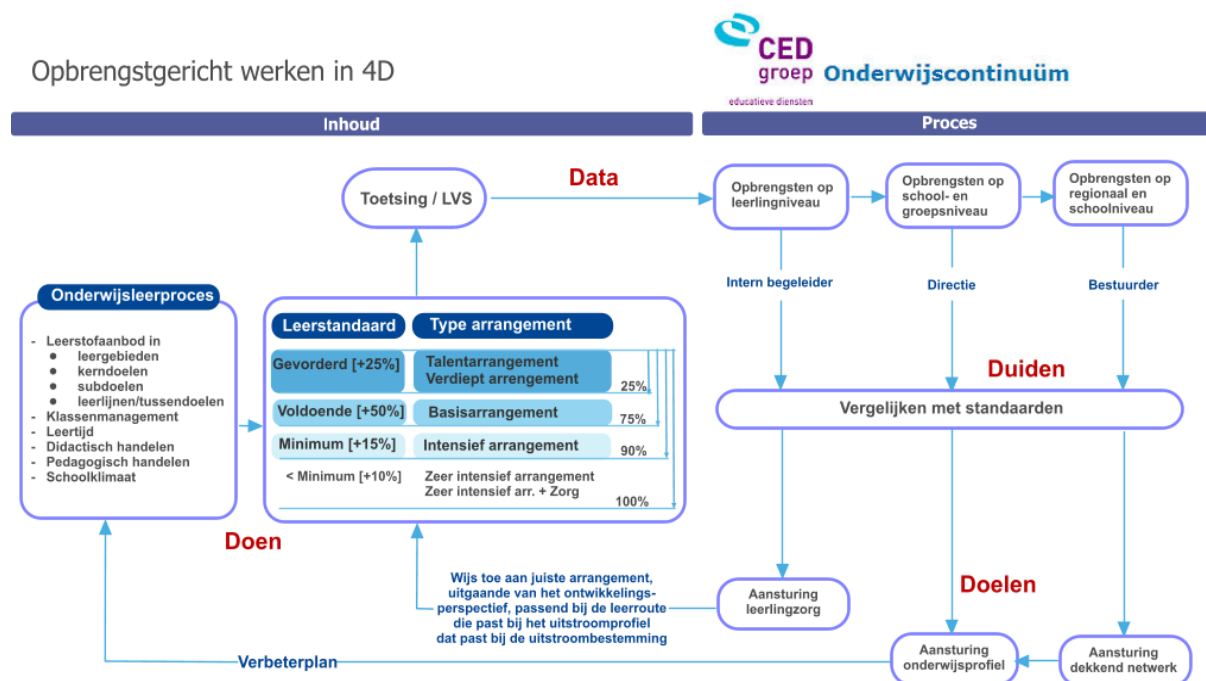 Opbrengstgericht werken in 4D
CED
groep
educatieve diensten
Onderwijscontinuüm
Inhoud
Proces
Toetsing / LVS
Data
Opbrengsten op
leerlingniveau
Opbrengsten op
school- en
groepsniveau
Opbrengsten op
regionaal en
schoolniveau
Intern begeleider
Directie
Bestuurder
Onderwijsleerproces
- Leerstofaanbod in
● leergebieden
● kerndoelen
● subdoelen
● leerlijnen/tussendoelen
- Klassenmanagement
- Leertijd
- Didactisch handelen
- Pedagogisch handelen
- Schoolklimaat
Leerstandaard
Type arrangement
Gevorderd [+25%]
Talentarrangement
Verdiept arrengement
25%
Voldoende [+50%]
Basisarrangement
75%
Minimum [+15%]
Intensief arrangement
90%
< Minimum [+10%]
Zeer intensief arrangement
Zeer intensief arr. + Zorg
100%
Duiden
Vergelijken met standaarden
Doen
Wijs toe aan juiste arrangement,
uitgaande van het ontwikkelings-
perspectief, passend bij de leerroute
die past bij het uitstroomprofiel
dat past bij de uitstroombestemming
Aansturing
leerlingzorg
Doelen
Verbeterplan
Aansturing
onderwijsprofiel
Aansturing
dekkend netwerk